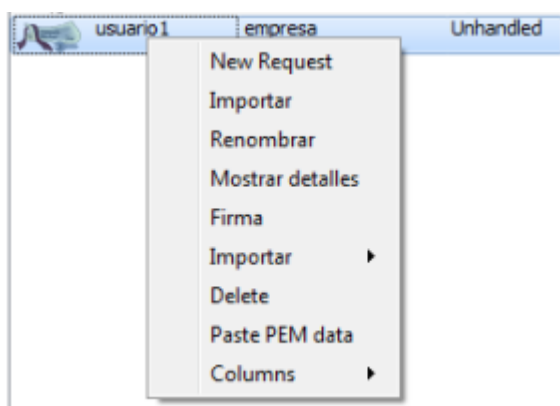 usuario1 empresa Unhandled
New Request
Importar
Renombrar
Mostrar detalles
Firma
Importar
Delete
Paste PEM data
Columns